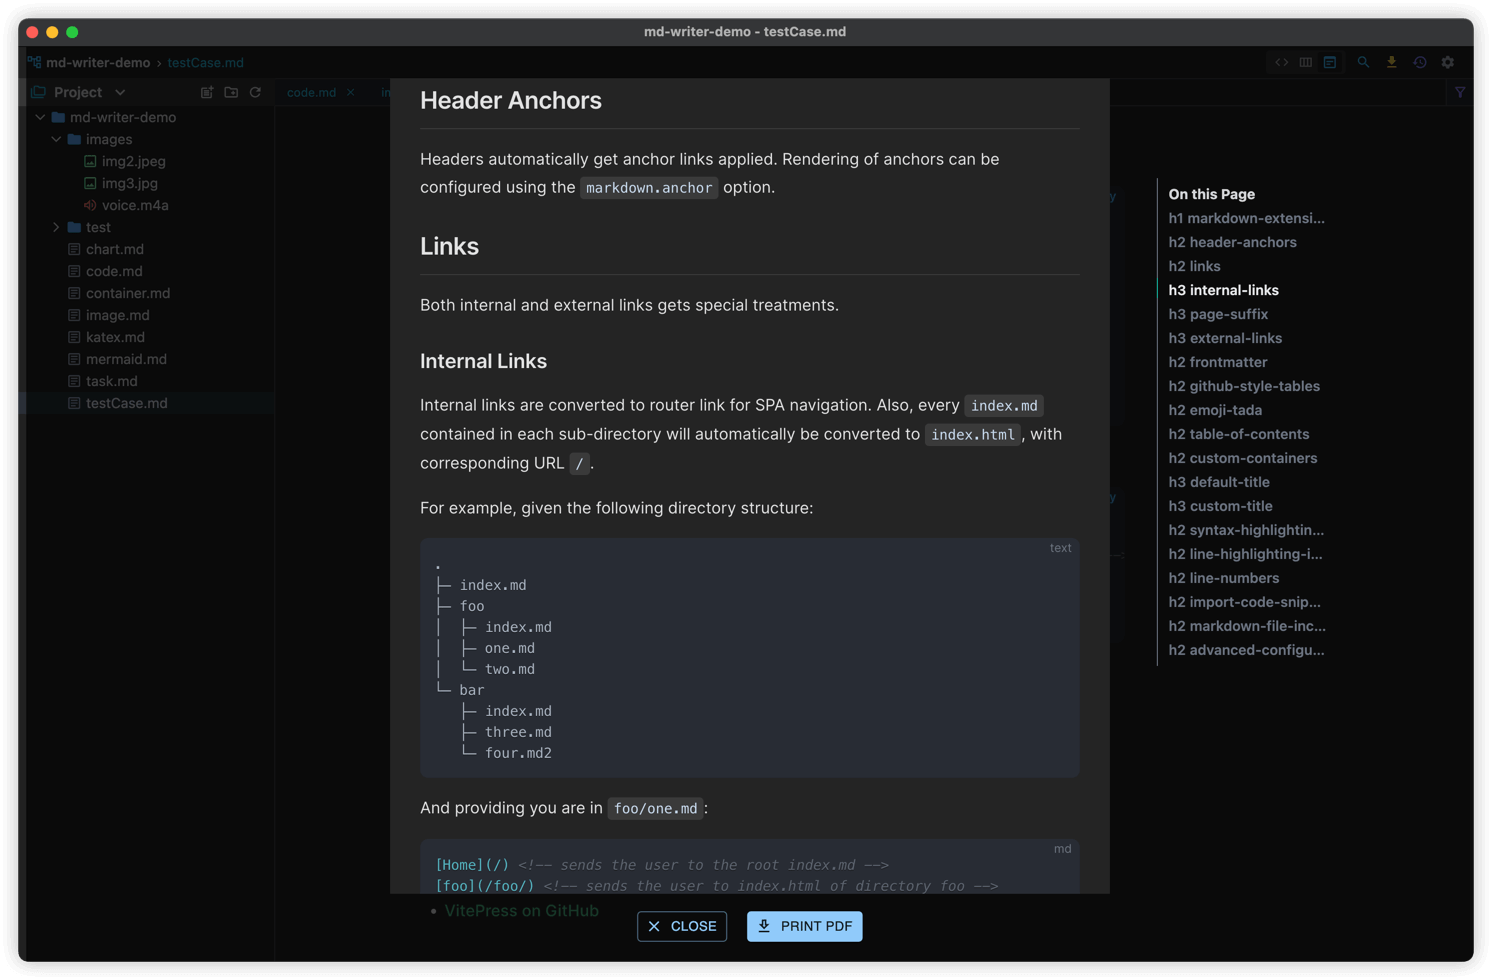 md-writer-demo - testCase.md
md-writer-demo › testCase.md
Project
code.md ×
in
md-writer-demo
images
img2.jpeg
img3.jpg
voice.m4a
test
chart.md
code.md
container.md
image.md
katex.md
mermaid.md
task.md
testCase.md
Header Anchors
Headers automatically get anchor links applied. Rendering of anchors can be
configured using the markdown.anchor option.
Links
Both internal and external links gets special treatments.
Internal Links
Internal links are converted to router link for SPA navigation. Also, every index.md
contained in each sub-directory will automatically be converted to index.html, with
corresponding URL /.
For example, given the following directory structure:
text
.
├─ index.md
├─ foo
│  ├─ index.md
│  ├─ one.md
│  └─ two.md
└─ bar
   ├─ index.md
   ├─ three.md
   └─ four.md2
And providing you are in foo/one.md:
md
[Home](/) <!-- sends the user to the root index.md -->
[foo](/foo/) <!-- sends the user to index.html of directory foo -->
• VitePress on GitHub
CLOSE
PRINT PDF
y
y
On this Page
h1 markdown-extensi...
h2 header-anchors
h2 links
h3 internal-links
h3 page-suffix
h3 external-links
h2 frontmatter
h2 github-style-tables
h2 emoji-tada
h2 table-of-contents
h2 custom-containers
h3 default-title
h3 custom-title
h2 syntax-highlightin...
h2 line-highlighting-i...
h2 line-numbers
h2 import-code-snip...
h2 markdown-file-inc...
h2 advanced-configu...